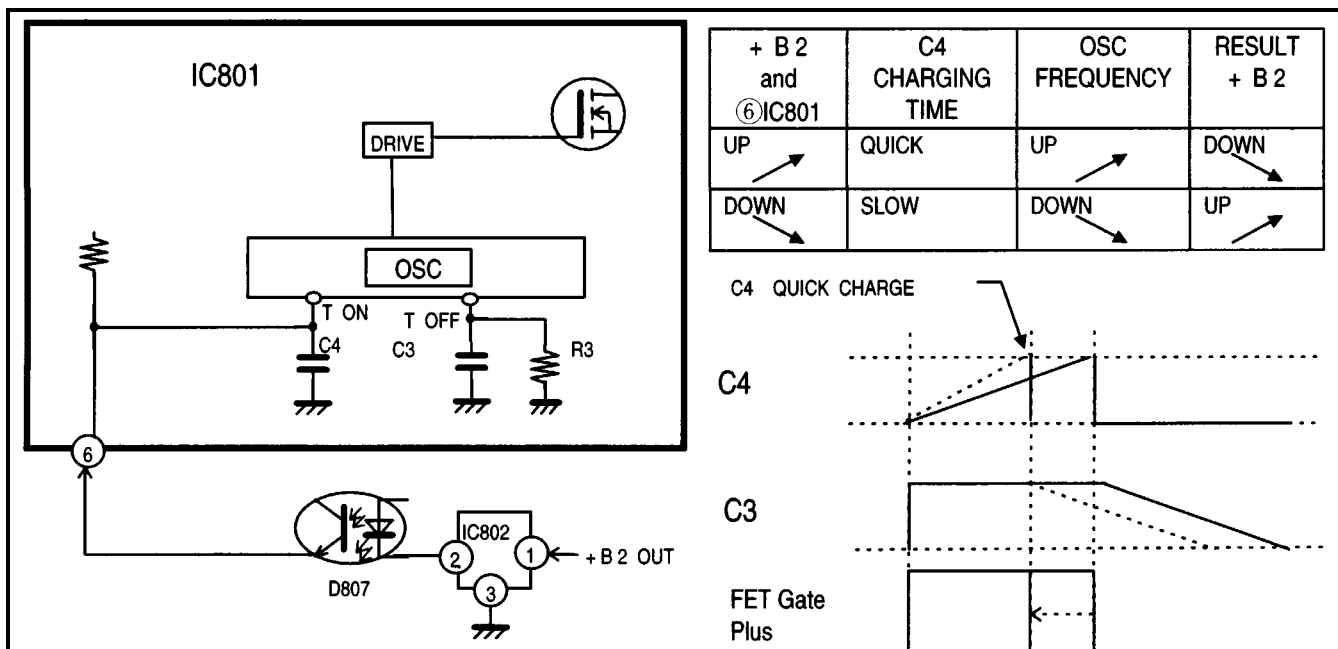 IC801
DRIVE
OSC
T ON
T OFF
C4
C3
R3
6
D807
IC802
2
1
3
+ B 2 OUT
+ B 2 and ⑥IC801
C4 CHARGING TIME
OSC FREQUENCY
RESULT + B 2
UP
QUICK
UP
DOWN
DOWN
SLOW
DOWN
UP
C4 QUICK CHARGE
C4
C3
FET Gate
Plus